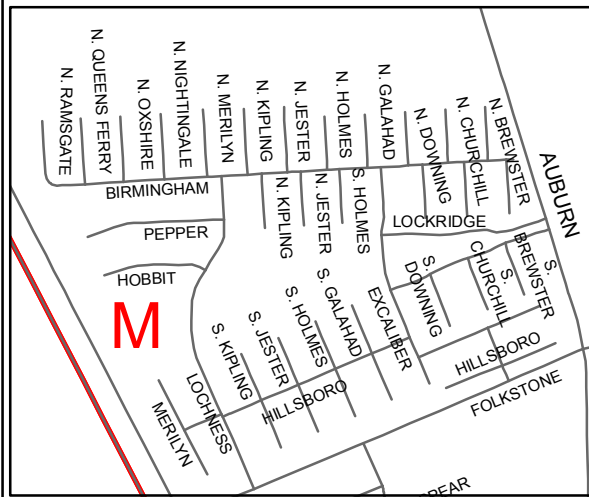 N. RAMSGATE
N. QUEENS FERRY
N. OXSHIRE
N. NIGHTINGALE
N. MERILYN
N. KIPLING
N. JESTER
N. HOLMES
N. GALAHAD
N. DOWNING
N. CHURCHILL
N. BREWSTER
AUBURN
BIRMINGHAM
N. KIPLING
N. JESTER
S. HOLMES
LOCKRIDGE
PEPPER
HOBBIT
M
S. KIPLING
S. JESTER
S. HOLMES
S. GALAHAD
EXCALIBER
S.
DOWNING
S.
CHURCHILL
S.
BREWSTER
HILLSBORO
HILLSBORO
FOLKSTONE
LOCHNESS
MERILYN